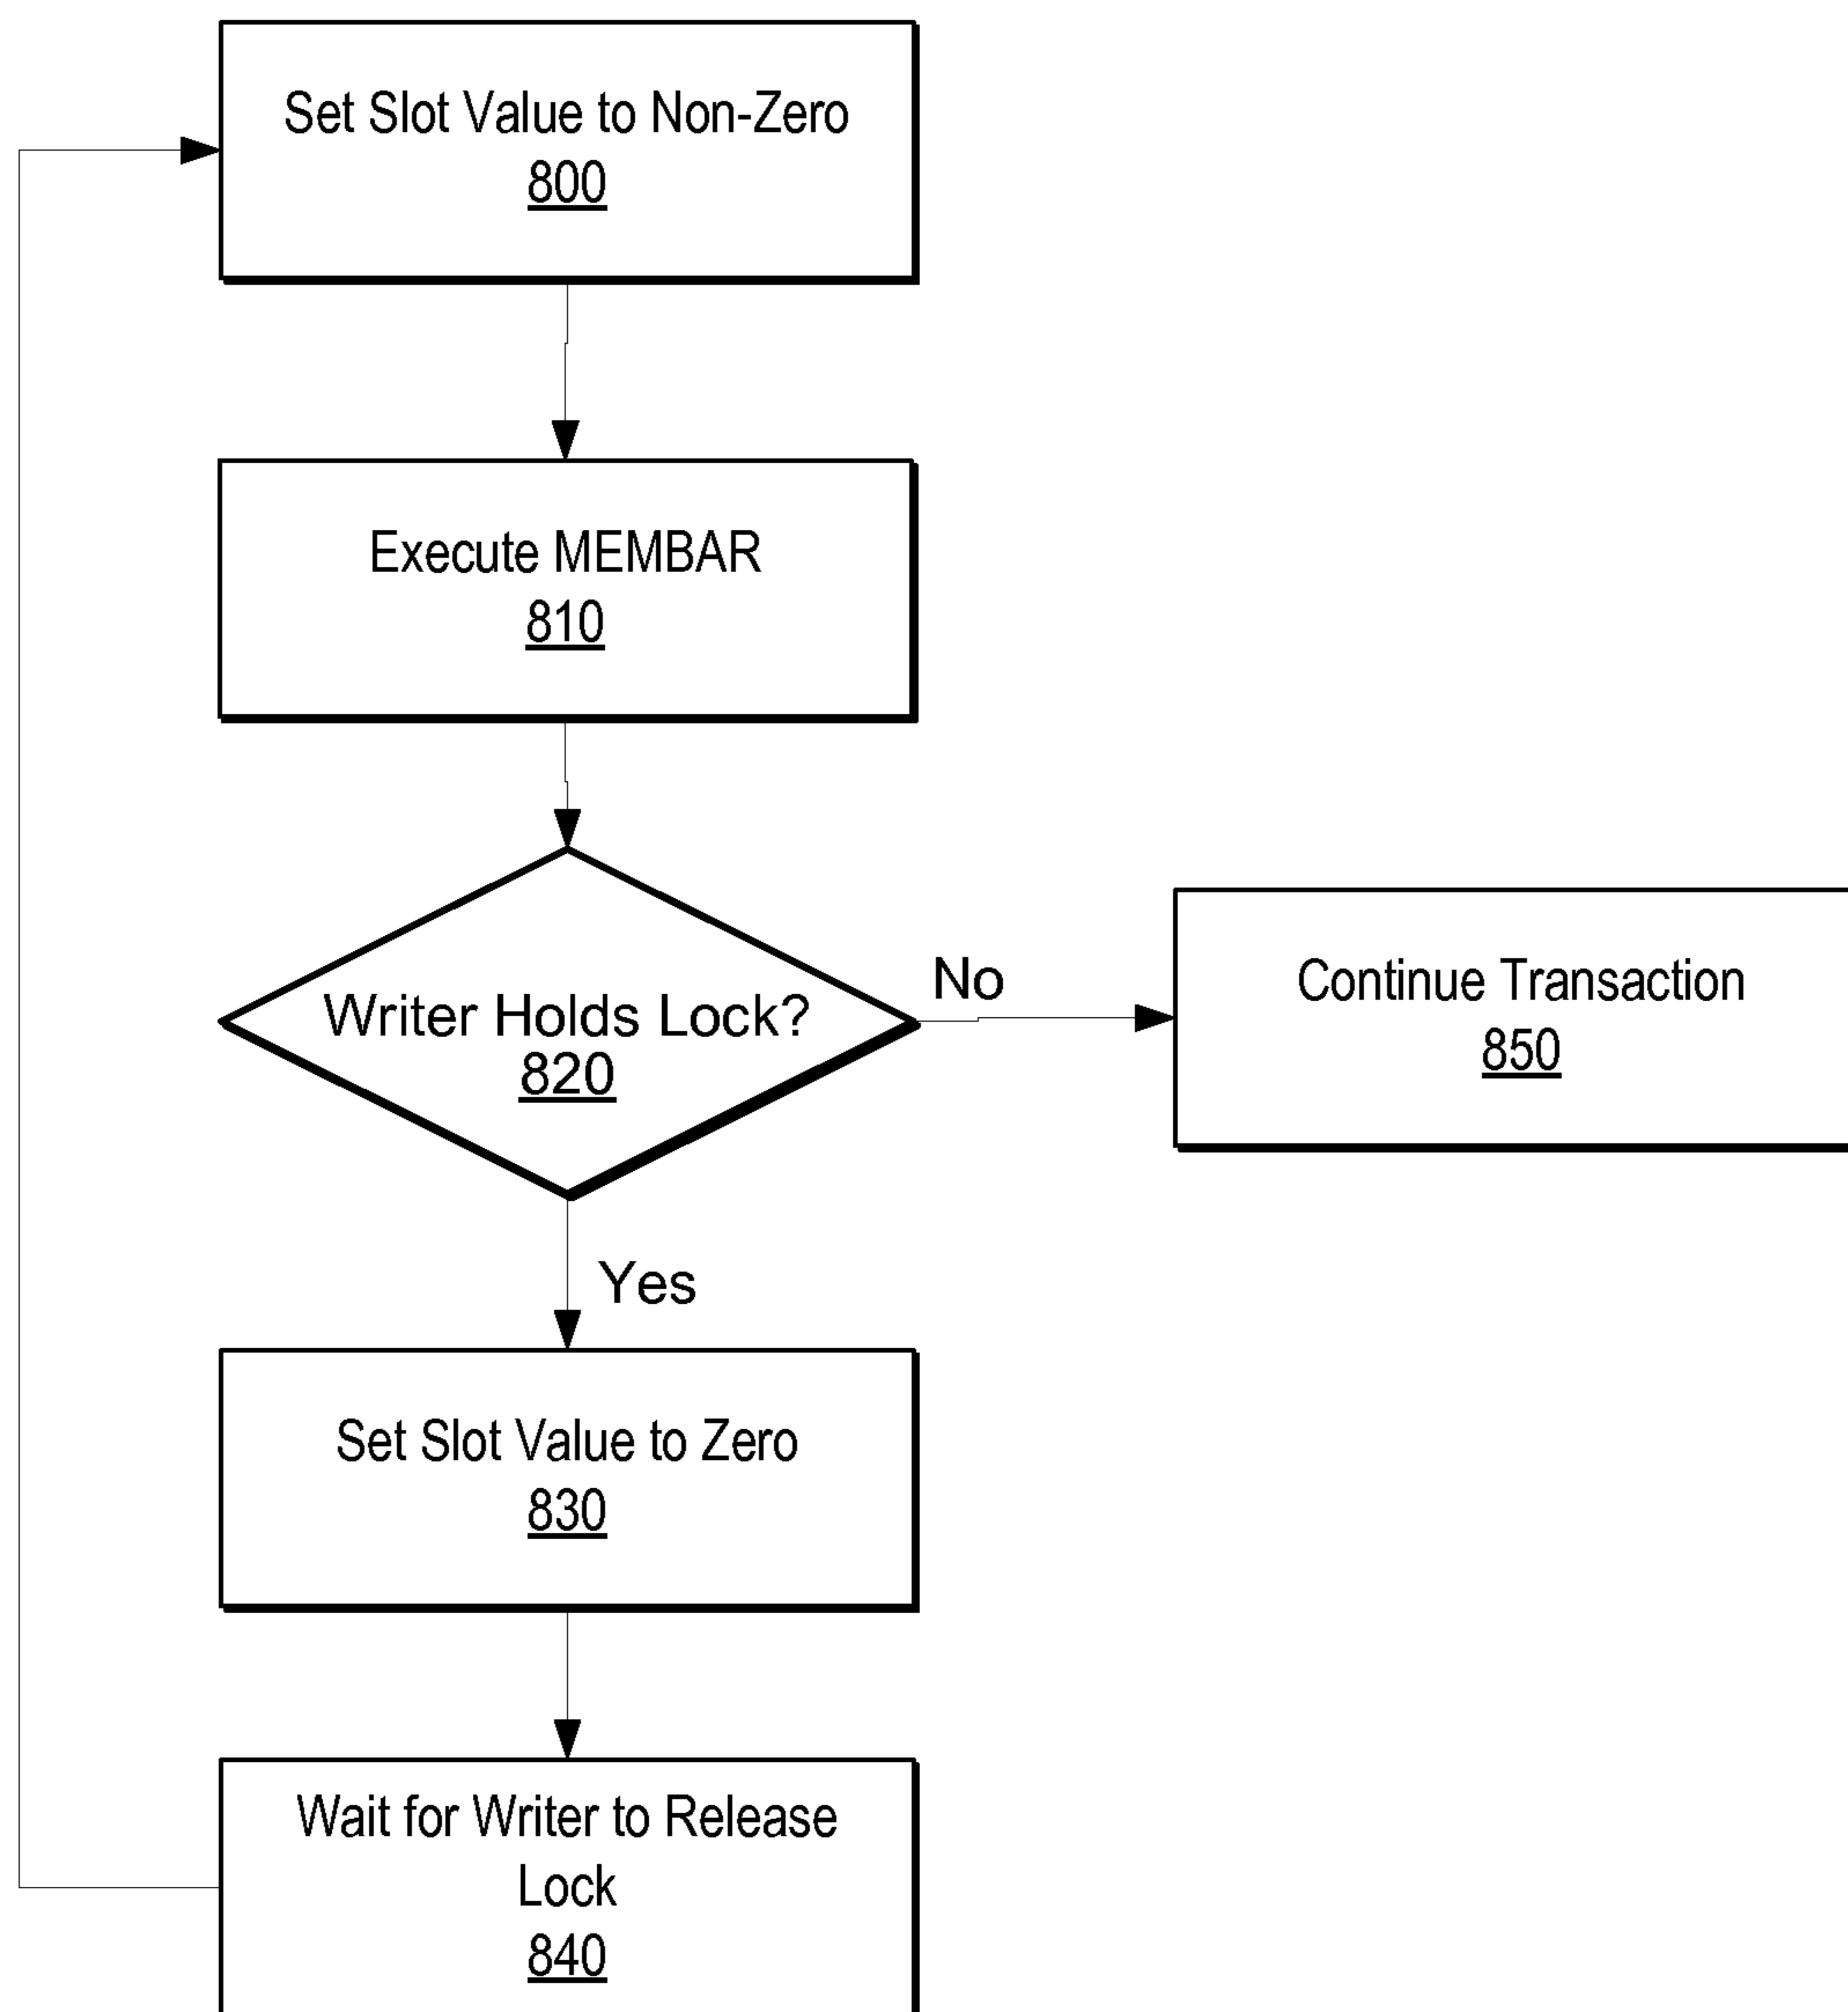 Set Slot Value to Non-Zero
800
Execute MEMBAR
810
Writer Holds Lock?
820
No
Continue Transaction
850
Yes
Set Slot Value to Zero
830
Wait for Writer to Release
Lock
840